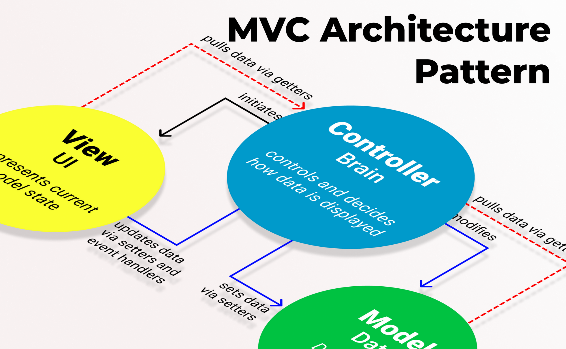 MVC Architecture
Pattern
pulls data via getters
initiates
View
UI
presents current
model state
Controller
Brain
controls and decides
how data is displayed
updates data
via setters and
event handlers
sets data
via setters
modifies
pulls data via gett
Model
Dat